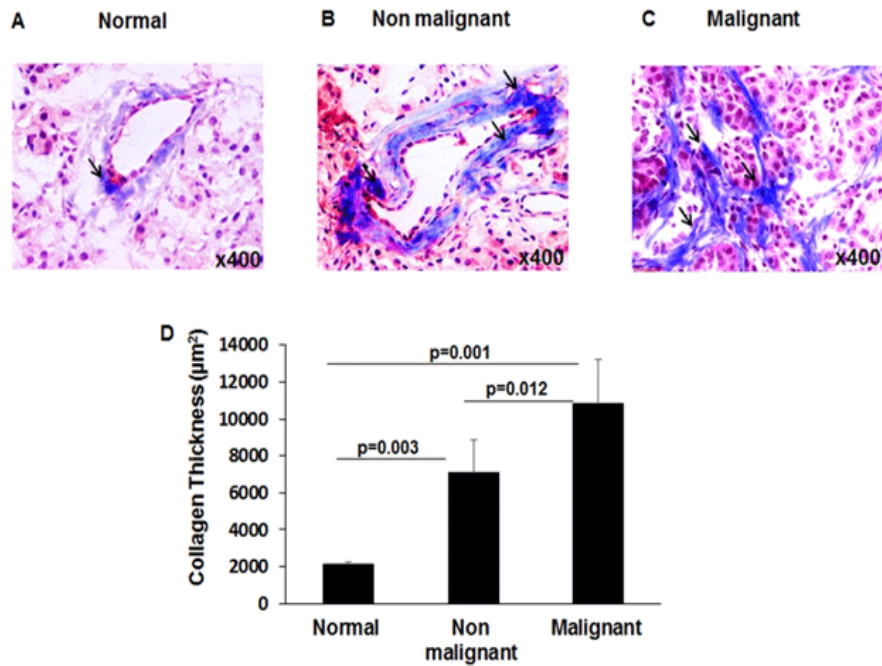 A Normal
B Non malignant
C Malignant
x400
x400
x400
D
Collagen Thickness (µm²)
14000
12000
10000
8000
6000
4000
2000
0
p=0.001
p=0.012
p=0.003
Normal
Non
malignant
Malignant